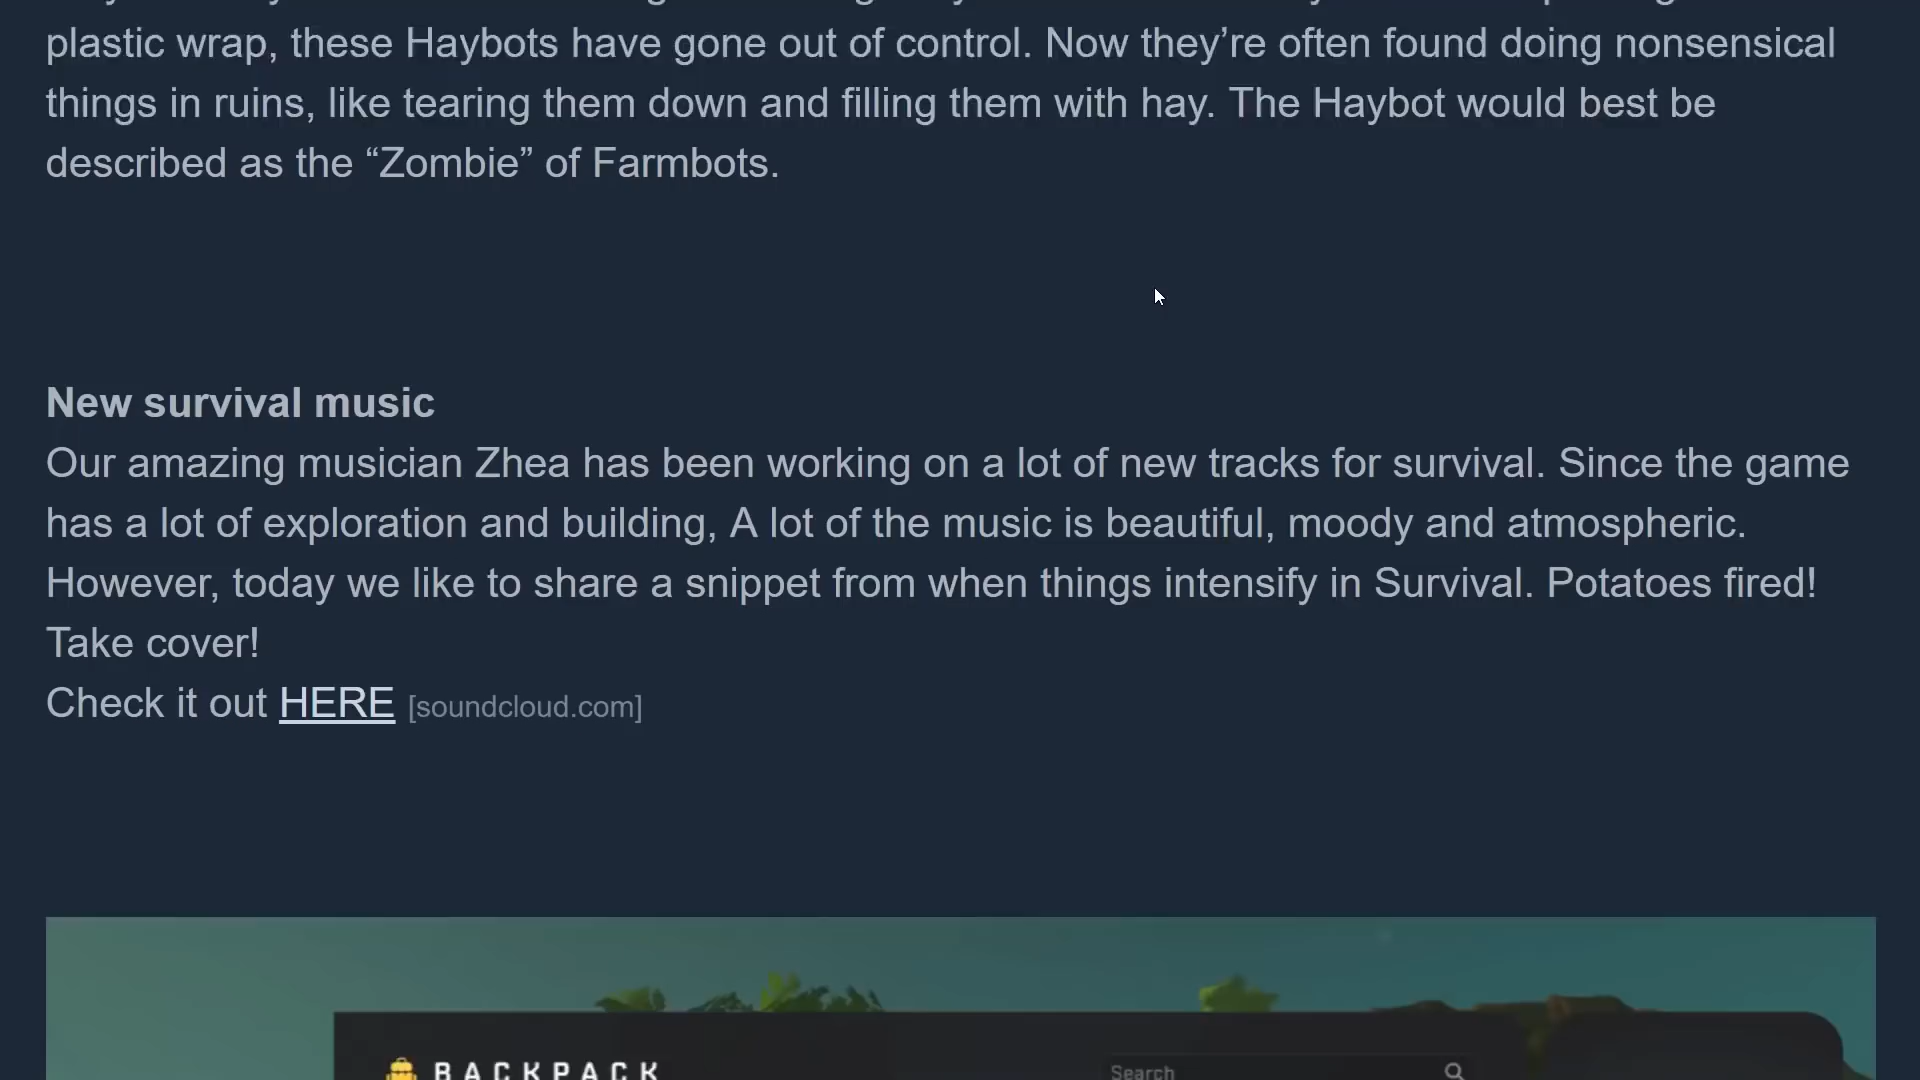 plastic wrap, these Haybots have gone out of control. Now they’re often found doing nonsensical
things in ruins, like tearing them down and filling them with hay. The Haybot would best be
described as the “Zombie” of Farmbots.
New survival music
Our amazing musician Zhea has been working on a lot of new tracks for survival. Since the game
has a lot of exploration and building, A lot of the music is beautiful, moody and atmospheric.
However, today we like to share a snippet from when things intensify in Survival. Potatoes fired!
Take cover!
Check it out HERE [soundcloud.com]
BACKPACK
Search